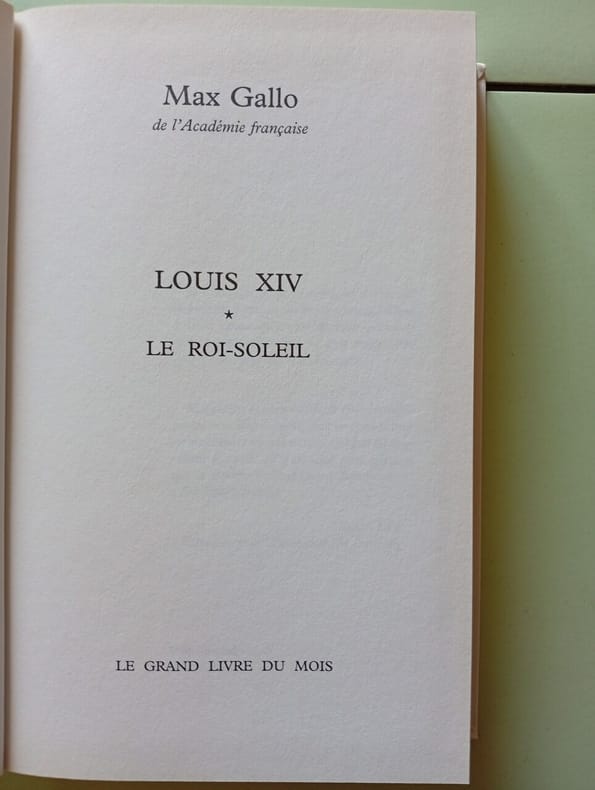 Max Gallo
de l'Académie française
LOUIS XIV
★
LE ROI-SOLEIL
LE GRAND LIVRE DU MOIS